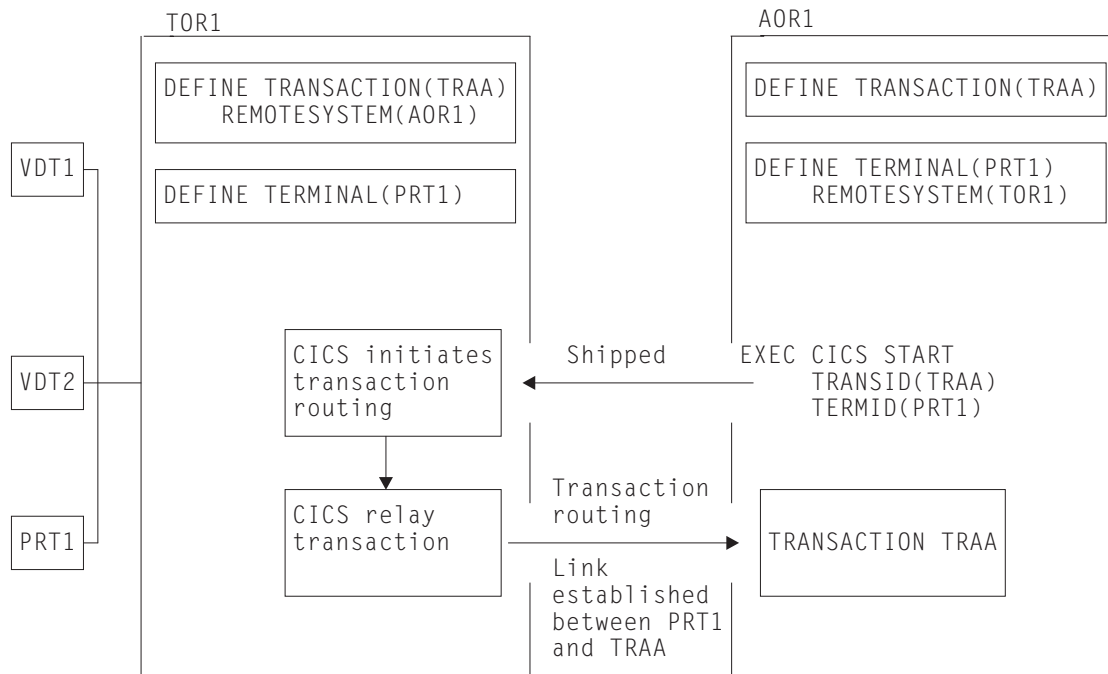 TOR1
AOR1
DEFINE TRANSACTION(TRAA)
REMOTESYSTEM(AOR1)
DEFINE TRANSACTION(TRAA)
VDT1
DEFINE TERMINAL(PRT1)
DEFINE TERMINAL(PRT1)
REMOTESYSTEM(TOR1)
VDT2
CICS initiates
transaction
routing
Shipped
EXEC CICS START
TRANSID(TRAA)
TERMID(PRT1)
PRT1
CICS relay
transaction
Transaction
routing
Link
established
between PRT1
and TRAA
TRANSACTION TRAA